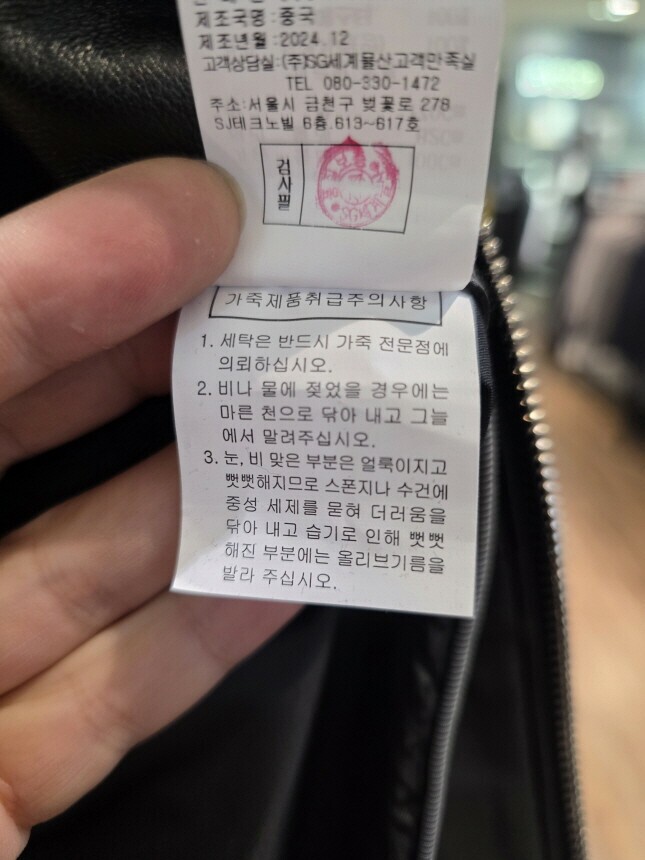 제조국명 : 중국
제조년월 : 2024.12
고객상담실:(주)SG세계물산고객만족실
TEL 080-330-1472
주소:서울시 금천구 벚꽃로 278
SJ테크노빌 6층.613~617호
검사필
가죽제품취급주의사항
1. 세탁은 반드시 가죽 전문점에
의뢰하십시오.
2. 비나 물에 젖었을 경우에는
마른 천으로 닦아 내고 그늘
에서 말려주십시오.
3. 눈, 비 맞은 부분은 얼룩이지고
뻣뻣해지므로 스폰지나 수건에
중성 세제를 묻혀 더러움을
닦아 내고 습기로 인해 뻣뻣
해진 부분에는 올리브기름을
발라 주십시오.